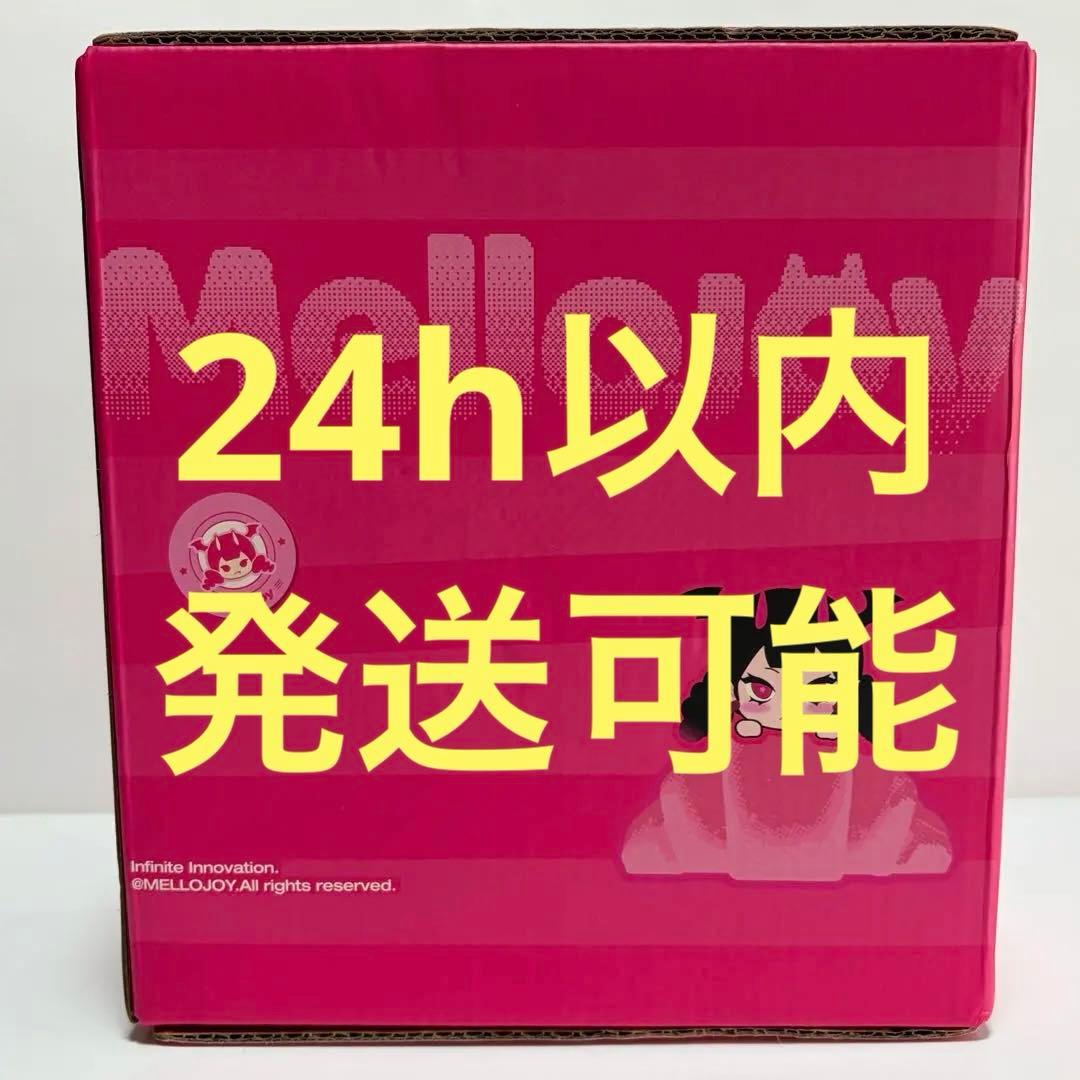 Mellojoy
24h以内
発送可能
Infinite Innovation.
@MELLOJOY.All rights reserved.